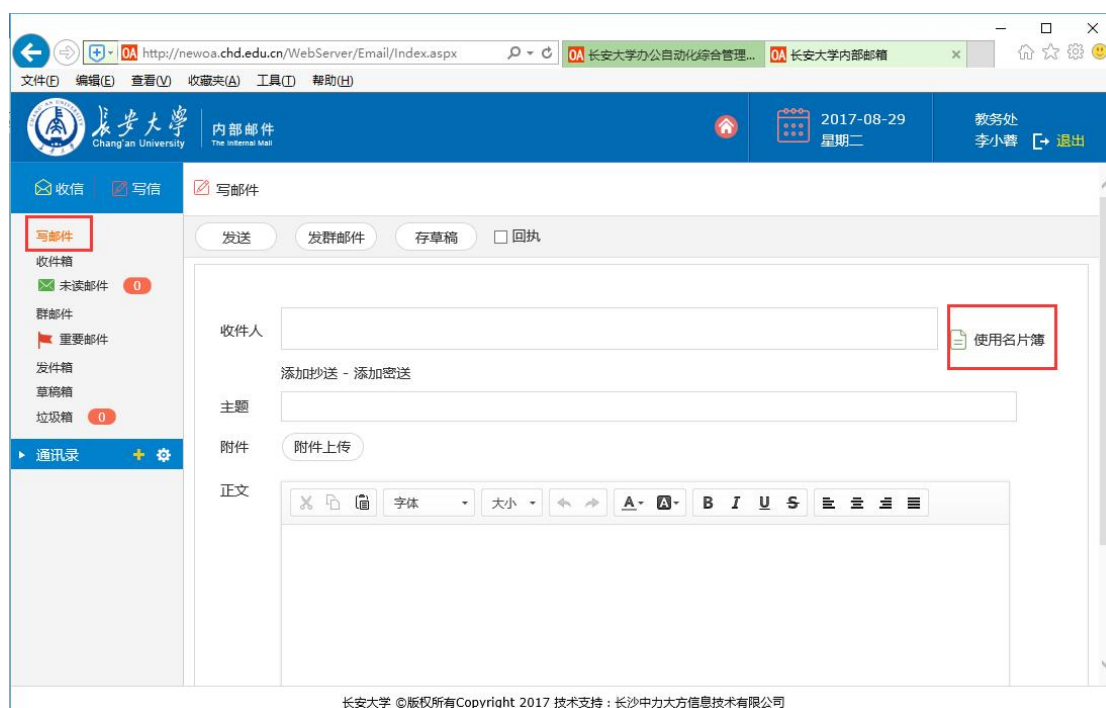 http://newoa.chd.edu.cn/WebServer/Email/Index.aspx
OA 长安大学办公自动化综合管理...
OA 长安大学内部邮箱
文件(F) 编辑(E) 查看(V) 收藏夹(A) 工具(T) 帮助(H)
长安大学
Chang'an University
内部邮件
The Internal Mail
2017-08-29
星期二
教务处
李小蓉 退出
收信 写信
写邮件
写邮件
发送 发群邮件 存草稿 回执
收件箱
未读邮件 0
群邮件
重要邮件
发件箱
草稿箱
垃圾箱 0
通讯录
收件人
使用名片簿
添加抄送 - 添加密送
主题
附件 附件上传
正文
字体 大小 A A B I U S
长安大学 ©版权所有Copyright 2017 技术支持：长沙中力大方信息技术有限公司